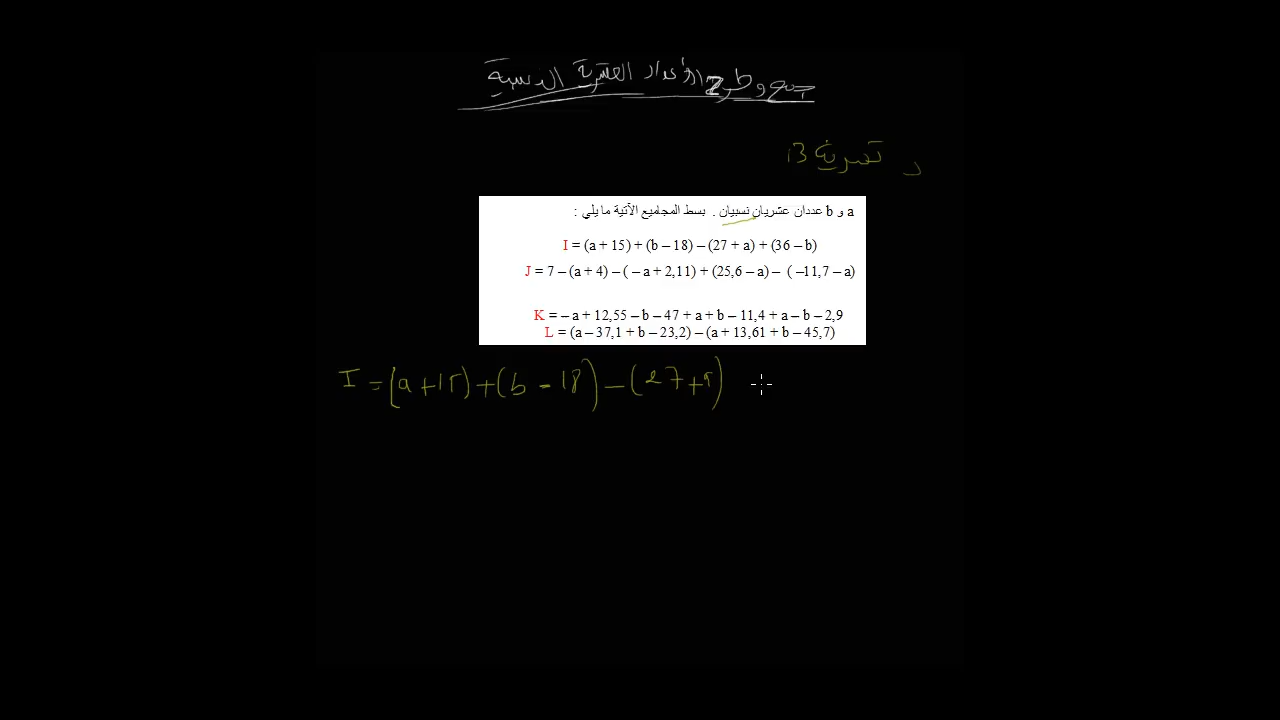 جمع وطرح الأعداد العشرية النسبية
تمرين 13
a و b عددان عشريان نسبيان . بسط المجاميع الآتية ما يلي :
I = (a + 15) + (b – 18) – (27 + a) + (36 – b)
J = 7 – (a + 4) – ( – a + 2,11) + (25,6 – a) – ( –11,7 – a)
K = – a + 12,55 – b – 47 + a + b – 11,4 + a – b – 2,9
L = (a – 37,1 + b – 23,2) – (a + 13,61 + b – 45,7)
I = (a + 15) + (b - 18) - (27 + a)